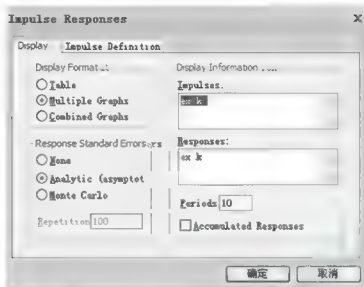 Impulse Responses
Display Impulse Definition
Display Format
Table
Multiple Graphs
Combined Graphs
Response Standard Errors
None
Analytic (asymptot
Monte Carlo
Repetition 100
Display Information
Impulses:
ex k
Responses:
ex k
Periods 10
Accumulated Responses
确定 取消